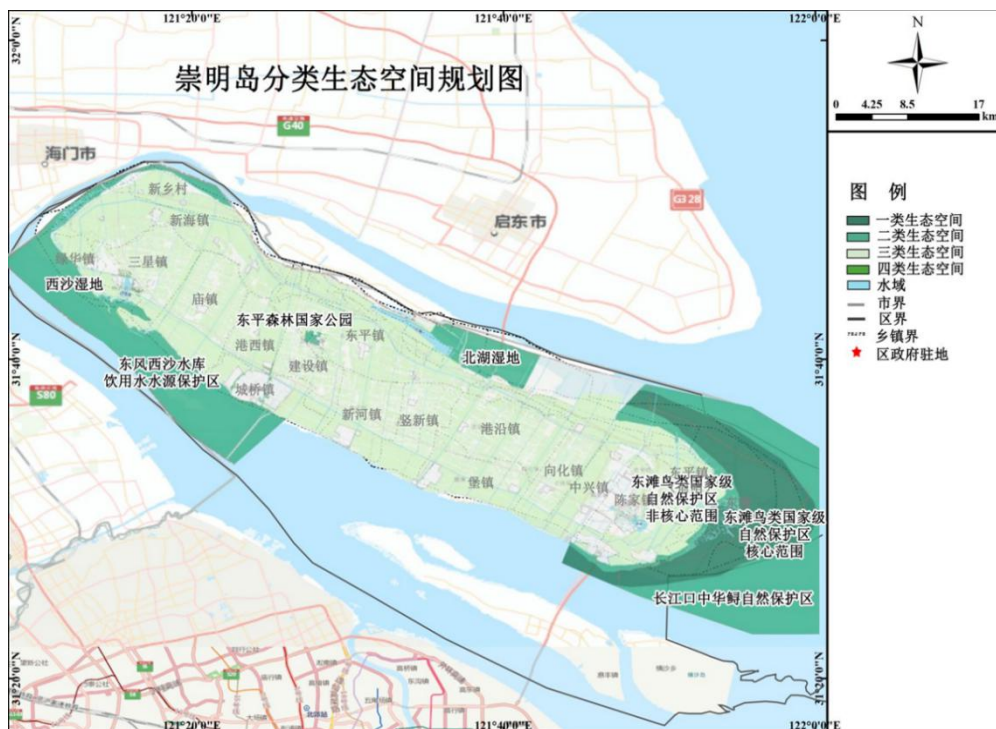 121°20'0"E
121°40'0"E
122°0'0"E
32°0'0"N
崇明岛分类生态空间规划图
G40
海门市
启东市
G328
新乡村
新海镇
绿华镇
三星镇
西沙湿地
庙镇
东平森林国家公园
东平镇
港西镇
北湖湿地
建设镇
东风西沙水库
饮用水水源保护区
31°40'0"N
31°40'0"N
S80
城桥镇
新河镇
竖新镇
港沿镇
堡镇
向化镇
中兴镇
陈家镇
东平镇
东滩鸟类国家级
自然保护区
非核心范围
东滩鸟类国家级
自然保护区
核心范围
长江口中华鲟自然保护区
31°20'0"N
31°20'0"N
横沙乡
121°20'0"E
121°40'0"E
122°0'0"E
N
0 4.25 8.5 17
km
图 例
一类生态空间
二类生态空间
三类生态空间
四类生态空间
水域
市界
区界
乡镇界
区政府驻地